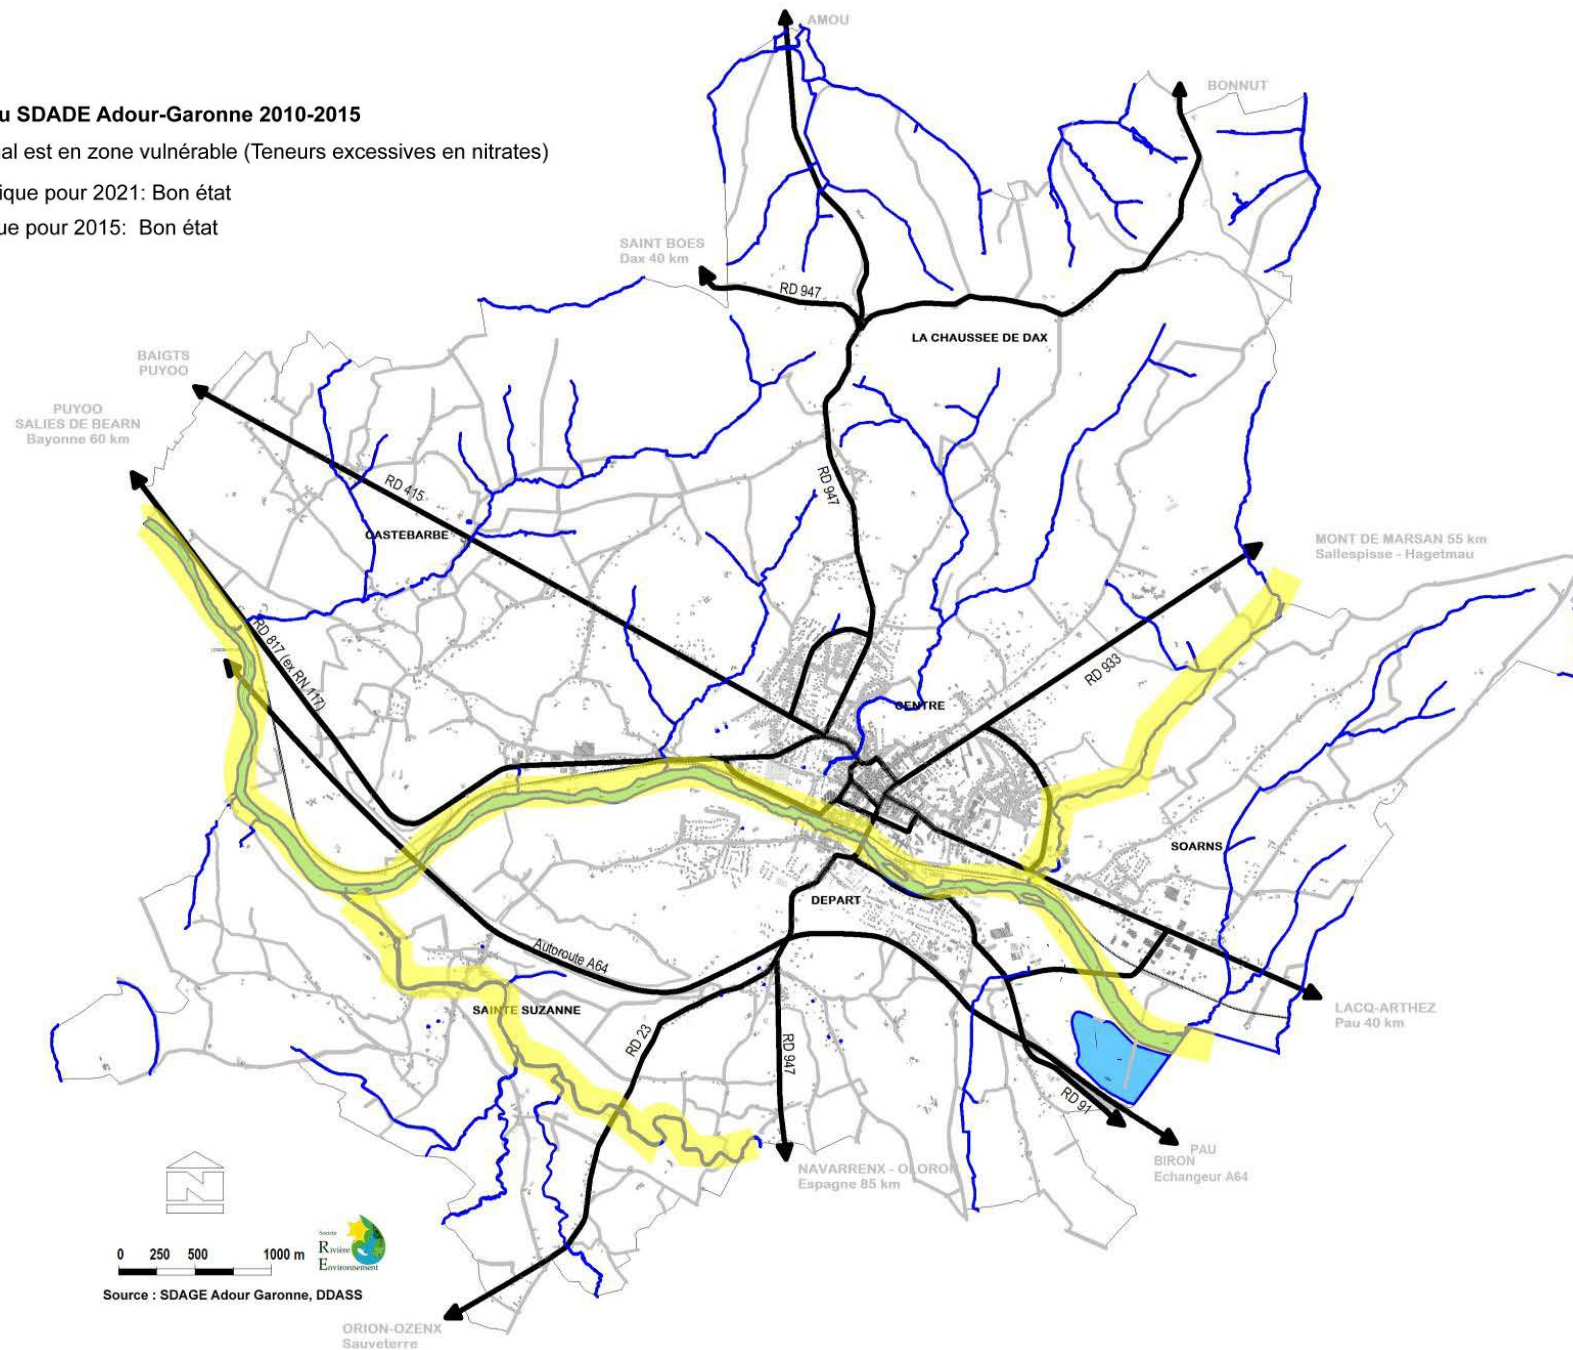 AMOU
BONNUT
u SDADE Adour-Garonne 2010-2015
al est en zone vulnérable (Teneurs excessives en nitrates)
ique pour 2021: Bon état
ue pour 2015: Bon état
SAINT BOES
Dax 40 km
RD 947
LA CHAUSSEE DE DAX
BAIGTS
PUYOO
PUYOO
SALIES DE BEARN
Bayonne 60 km
RD 415
RD 947
CASTEBARBE
MONT DE MARSAN 55 km
Sallespisse - Hagetmau
RD 817 (ex RN 117)
RD 933
CENTRE
SOARNS
DEPART
Autoroute A64
SAINTE SUZANNE
RD 23
RD 947
LACQ-ARTHEZ
Pau 40 km
RD 91
PAU
BIRON
Echangeur A64
NAVARRENX - OLORON
Espagne 85 km
N
0 250 500 1000 m
Société
Rivière
Environnement
Source : SDAGE Adour Garonne, DDASS
ORION-OZENX
Sauveterre